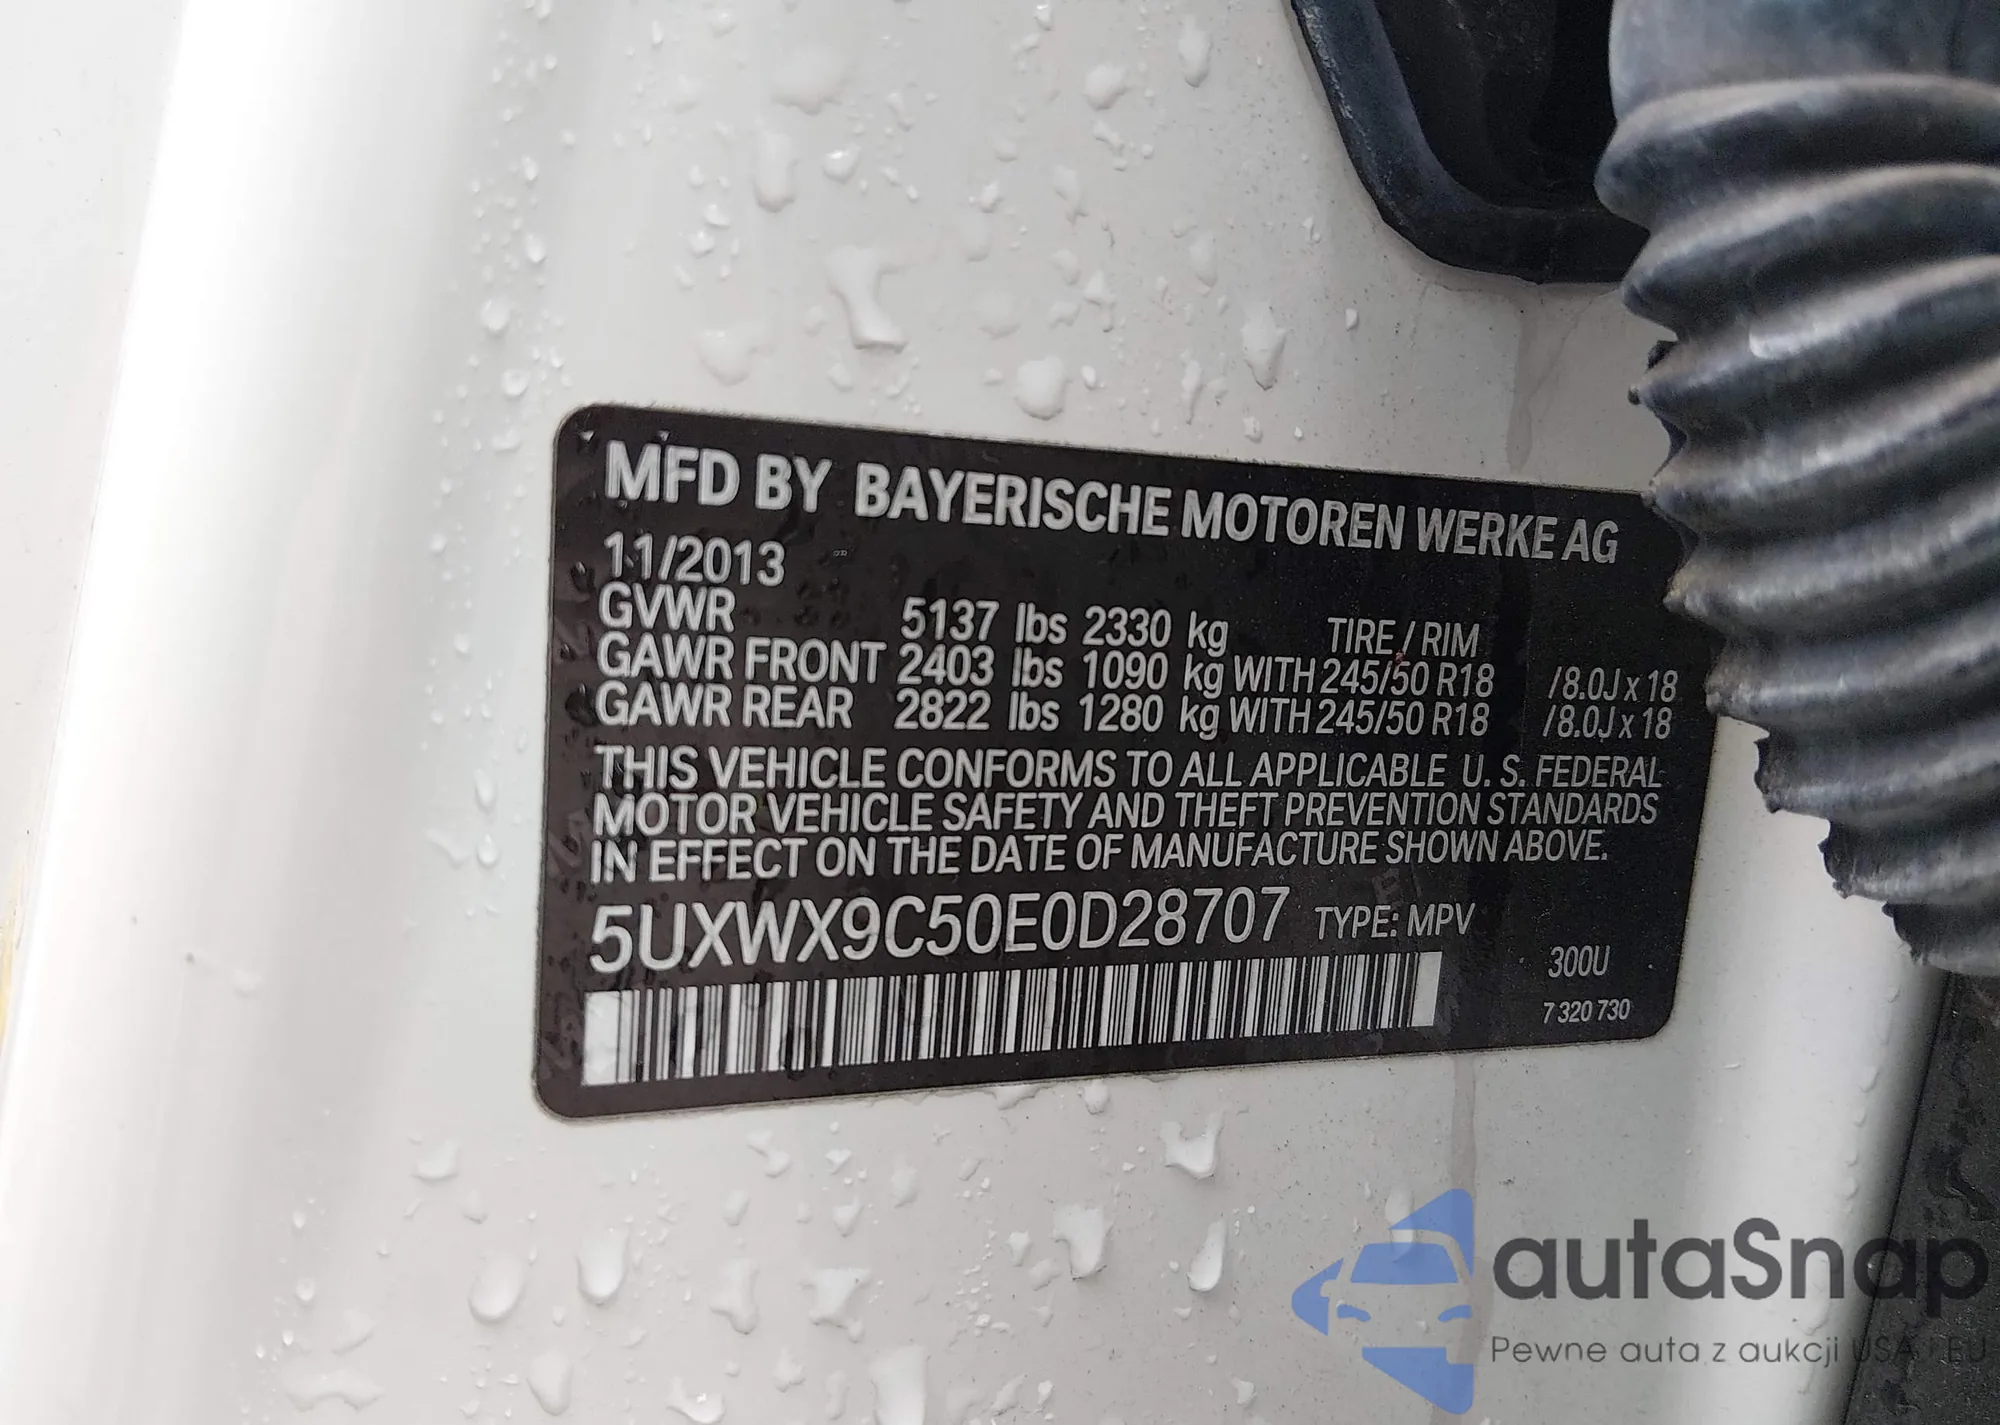 MFD BY BAYERISCHE MOTOREN WERKE AG
11/2013
GVWR 5137 lbs 2330 kg TIRE / RIM
GAWR FRONT 2403 lbs 1090 kg WITH 245/50 R18 /8.0J x 18
GAWR REAR 2822 lbs 1280 kg WITH 245/50 R18 /8.0J x 18
THIS VEHICLE CONFORMS TO ALL APPLICABLE U. S. FEDERAL
MOTOR VEHICLE SAFETY AND THEFT PREVENTION STANDARDS
IN EFFECT ON THE DATE OF MANUFACTURE SHOWN ABOVE.
5UXWX9C50E0D28707 TYPE: MPV
300U
7 320 730
autaSnap
Pewne auta z aukcji USA / EU